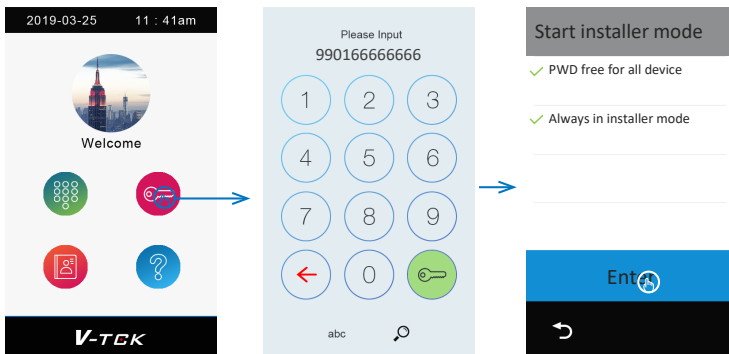 2019-03-25 11 : 41am
Welcome
V-TEK
Please Input
990166666666
1 2 3
4 5 6
7 8 9
0
abc
Start installer mode
PWD free for all device
Always in installer mode
Enter